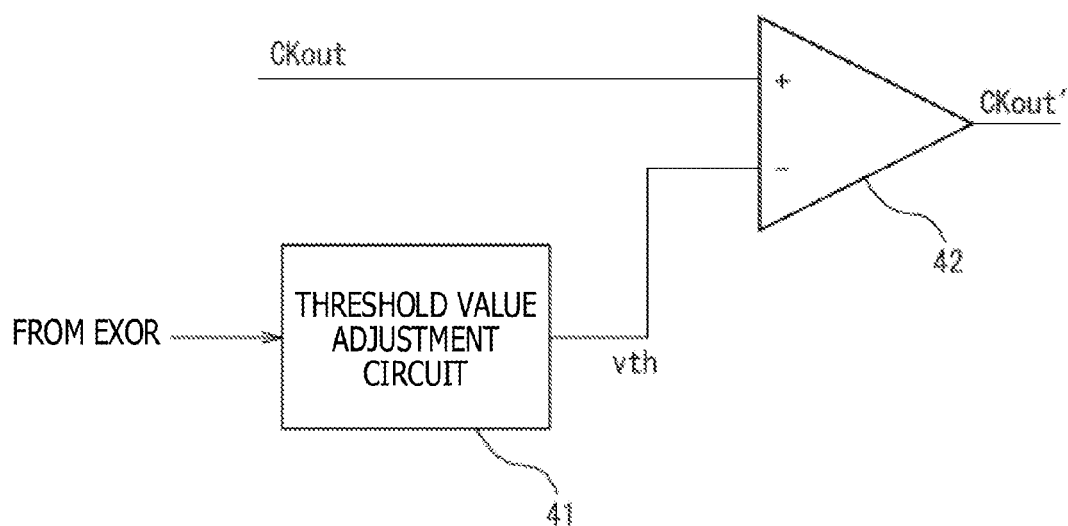 CKout
+
CKout'
-
42
THRESHOLD VALUE
ADJUSTMENT
CIRCUIT
FROM EXOR
vth
41